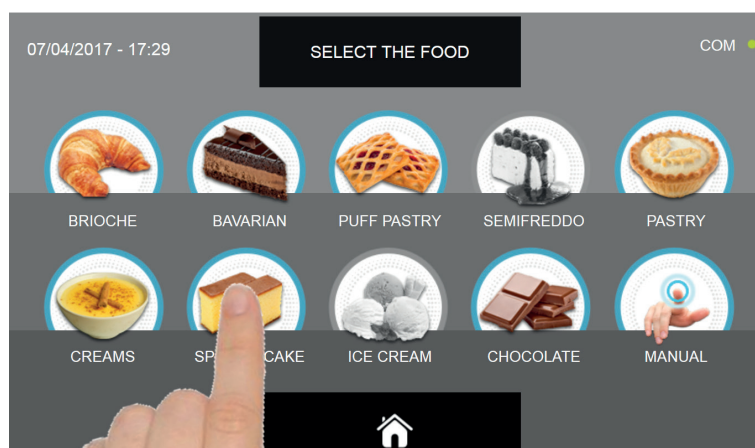 07/04/2017 - 17:29
SELECT THE FOOD
COM
BRIOCHE
BAVARIAN
PUFF PASTRY
SEMIFREDDO
PASTRY
CREAMS
CAKE
ICE CREAM
CHOCOLATE
MANUAL